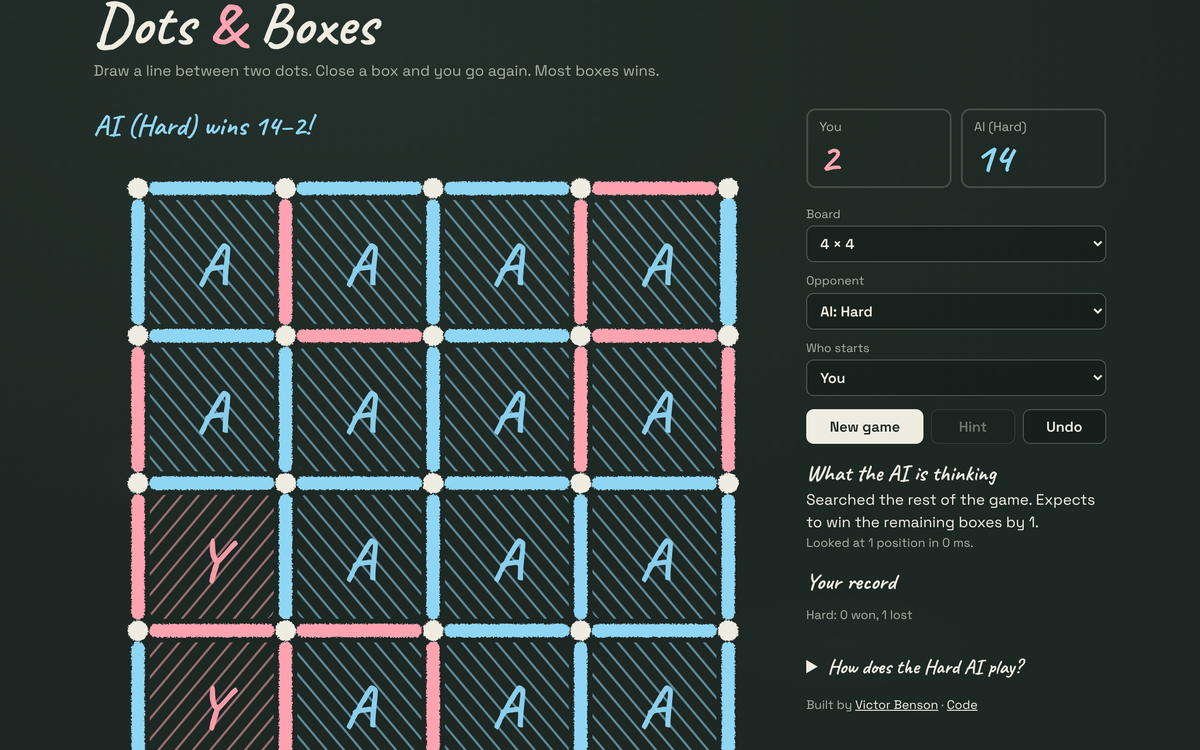 Dots & Boxes
Draw a line between two dots. Close a box and you go again. Most boxes wins.
AI (Hard) wins 14–2!
A A A A
A A A A
Y A A A
Y A A A
You
2
AI (Hard)
14
Board
4 × 4
Opponent
AI: Hard
Who starts
You
New game
Hint
Undo
What the AI is thinking
Searched the rest of the game. Expects
to win the remaining boxes by 1.
Looked at 1 position in 0 ms.
Your record
Hard: 0 won, 1 lost
How does the Hard AI play?
Built by Victor Benson · Code